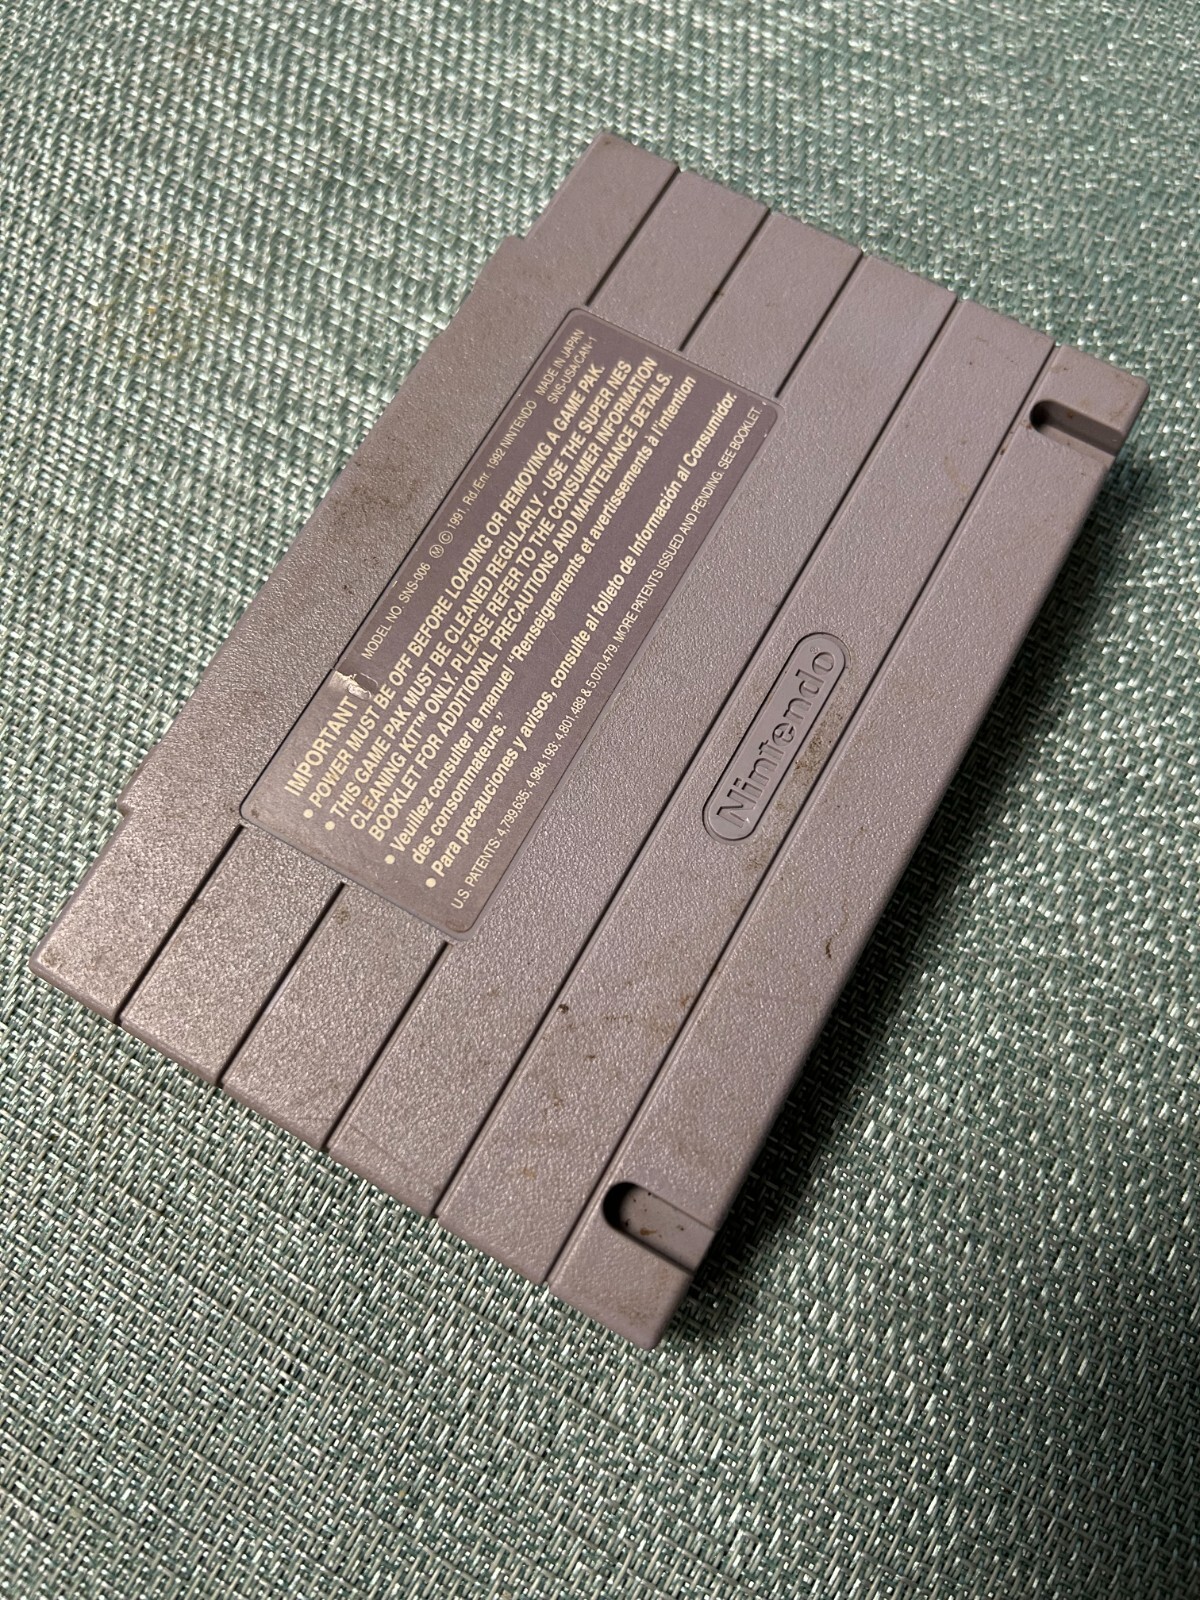 MODEL NO. SNS-006 Ⓜ © 1991. Rd./Enr. 1992 NINTENDO MADE IN JAPAN
SNS-USA/CAN-1
IMPORTANT
• POWER MUST BE OFF BEFORE LOADING OR REMOVING A GAME PAK.
• THIS GAME PAK MUST BE CLEANED REGULARLY - USE THE SUPER NES
CLEANING KIT™ ONLY. PLEASE REFER TO THE CONSUMER INFORMATION
BOOKLET FOR ADDITIONAL PRECAUTIONS AND MAINTENANCE DETAILS.
• Veuillez consulter le manuel "Renseignements et avertissements à l'intention
des consommateurs."
• Para precauciones y avisos, consulte al folleto de Información al Consumidor.
U.S. PATENTS 4,799,635, 4,984,193, 4,801,489 & 5,070,479. MORE PATENTS ISSUED AND PENDING. SEE BOOKLET.
Nintendo